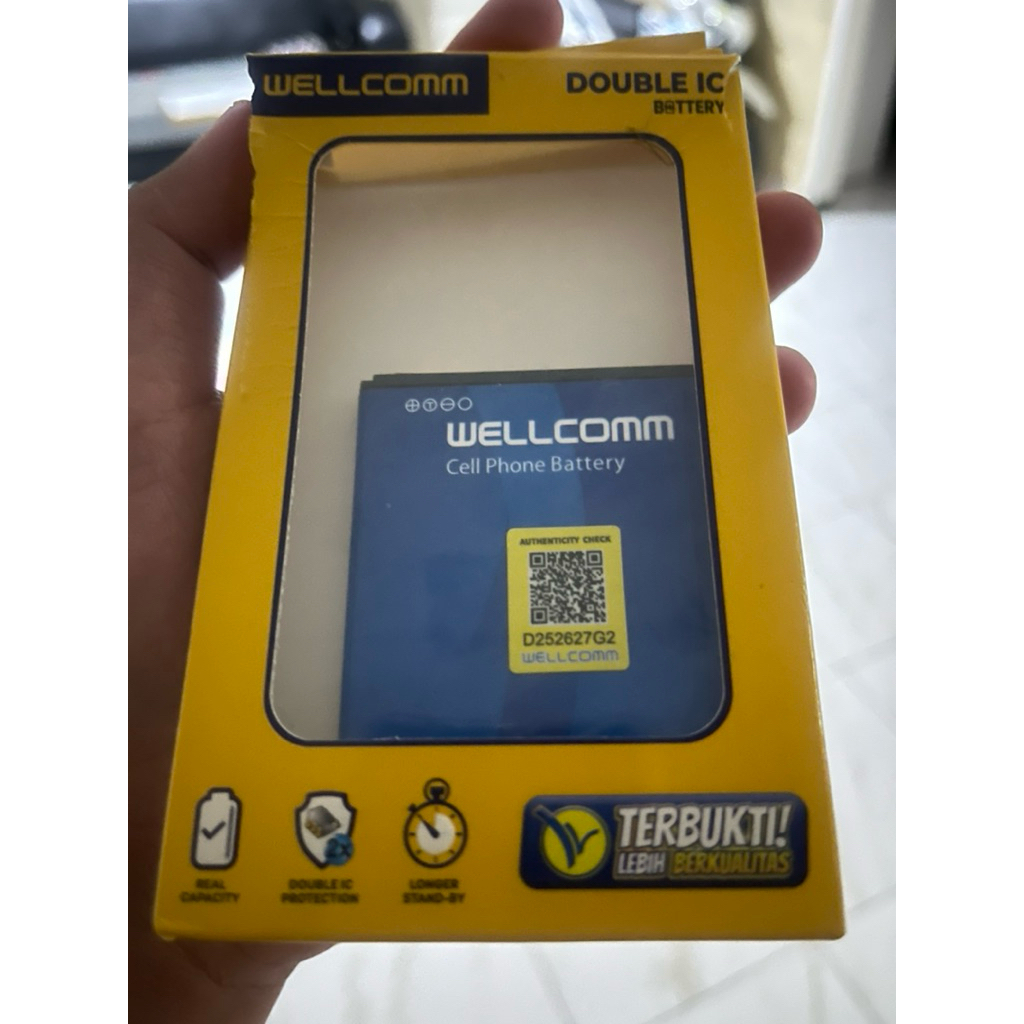 WELLCOMM
DOUBLE IC
BATTERY
WELLCOMM
Cell Phone Battery
AUTHENTICITY CHECK
D252627G2
WELLCOMM
REAL
CAPACITY
2X
DOUBLE IC
PROTECTION
LONGER
STAND-BY
TERBUKTI!
LEBIH BERKUALITAS